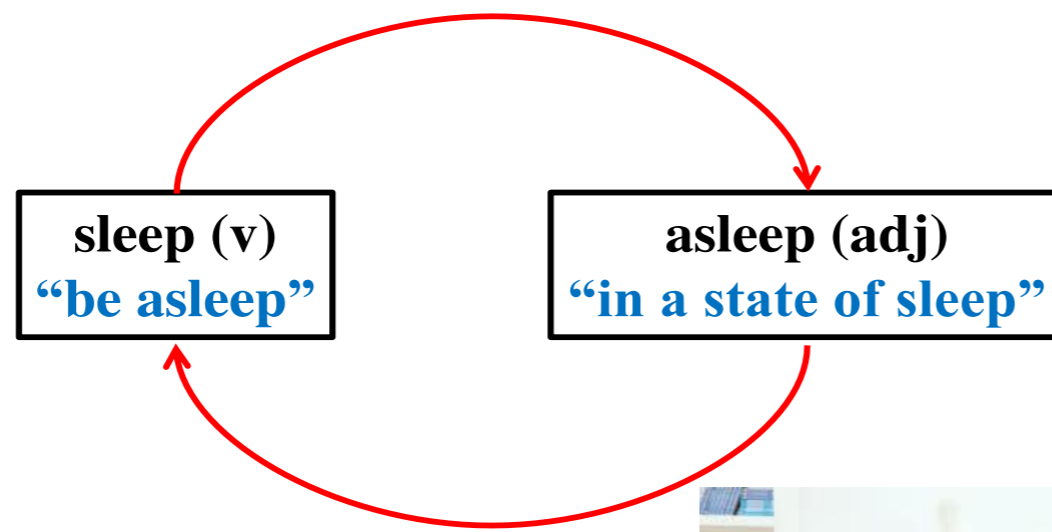 sleep (v)
“be asleep”
asleep (adj)
“in a state of sleep”